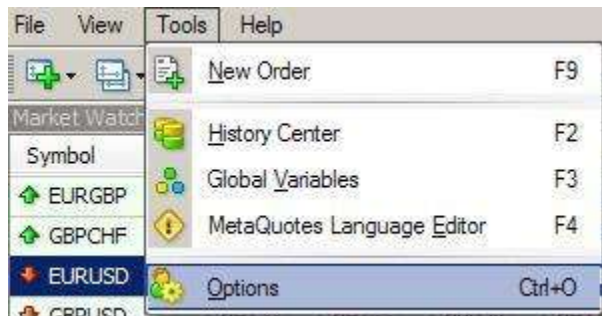 File View Tools Help
New Order F9
Market Watch
History Center F2
Symbol
Global Variables F3
EURGBP
MetaQuotes Language Editor F4
GBPCHF
EURUSD
Options Ctrl+O
GBPUSD